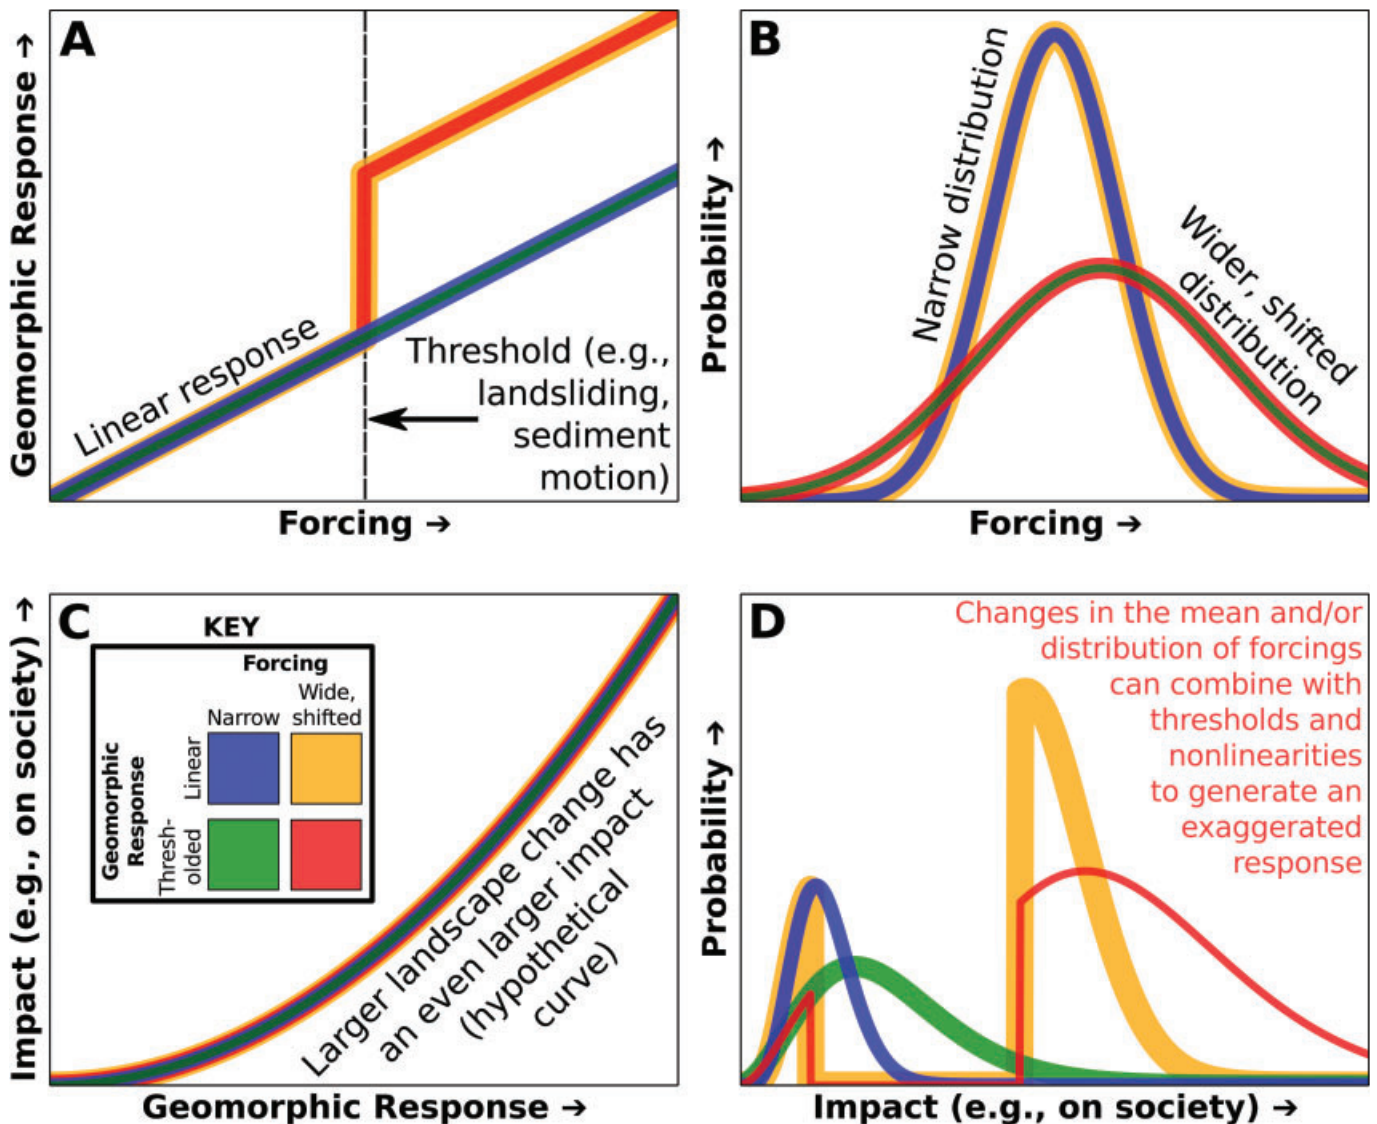 A
Geomorphic Response →
Linear response
Threshold (e.g.,
landsliding,
sediment
motion)
Forcing →
B
Probability →
Narrow distribution
Wider, shifted
distribution
Forcing →
C
Impact (e.g., on society) →
KEY
Forcing
Narrow
Wide,
shifted
Geomorphic
Response
Linear
Thresh-
olded
Larger landscape change has
an even larger impact
(hypothetical
curve)
Geomorphic Response →
D
Probability →
Changes in the mean and/or
distribution of forcings
can combine with
thresholds and
nonlinearities
to generate an
exaggerated
response
Impact (e.g., on society) →